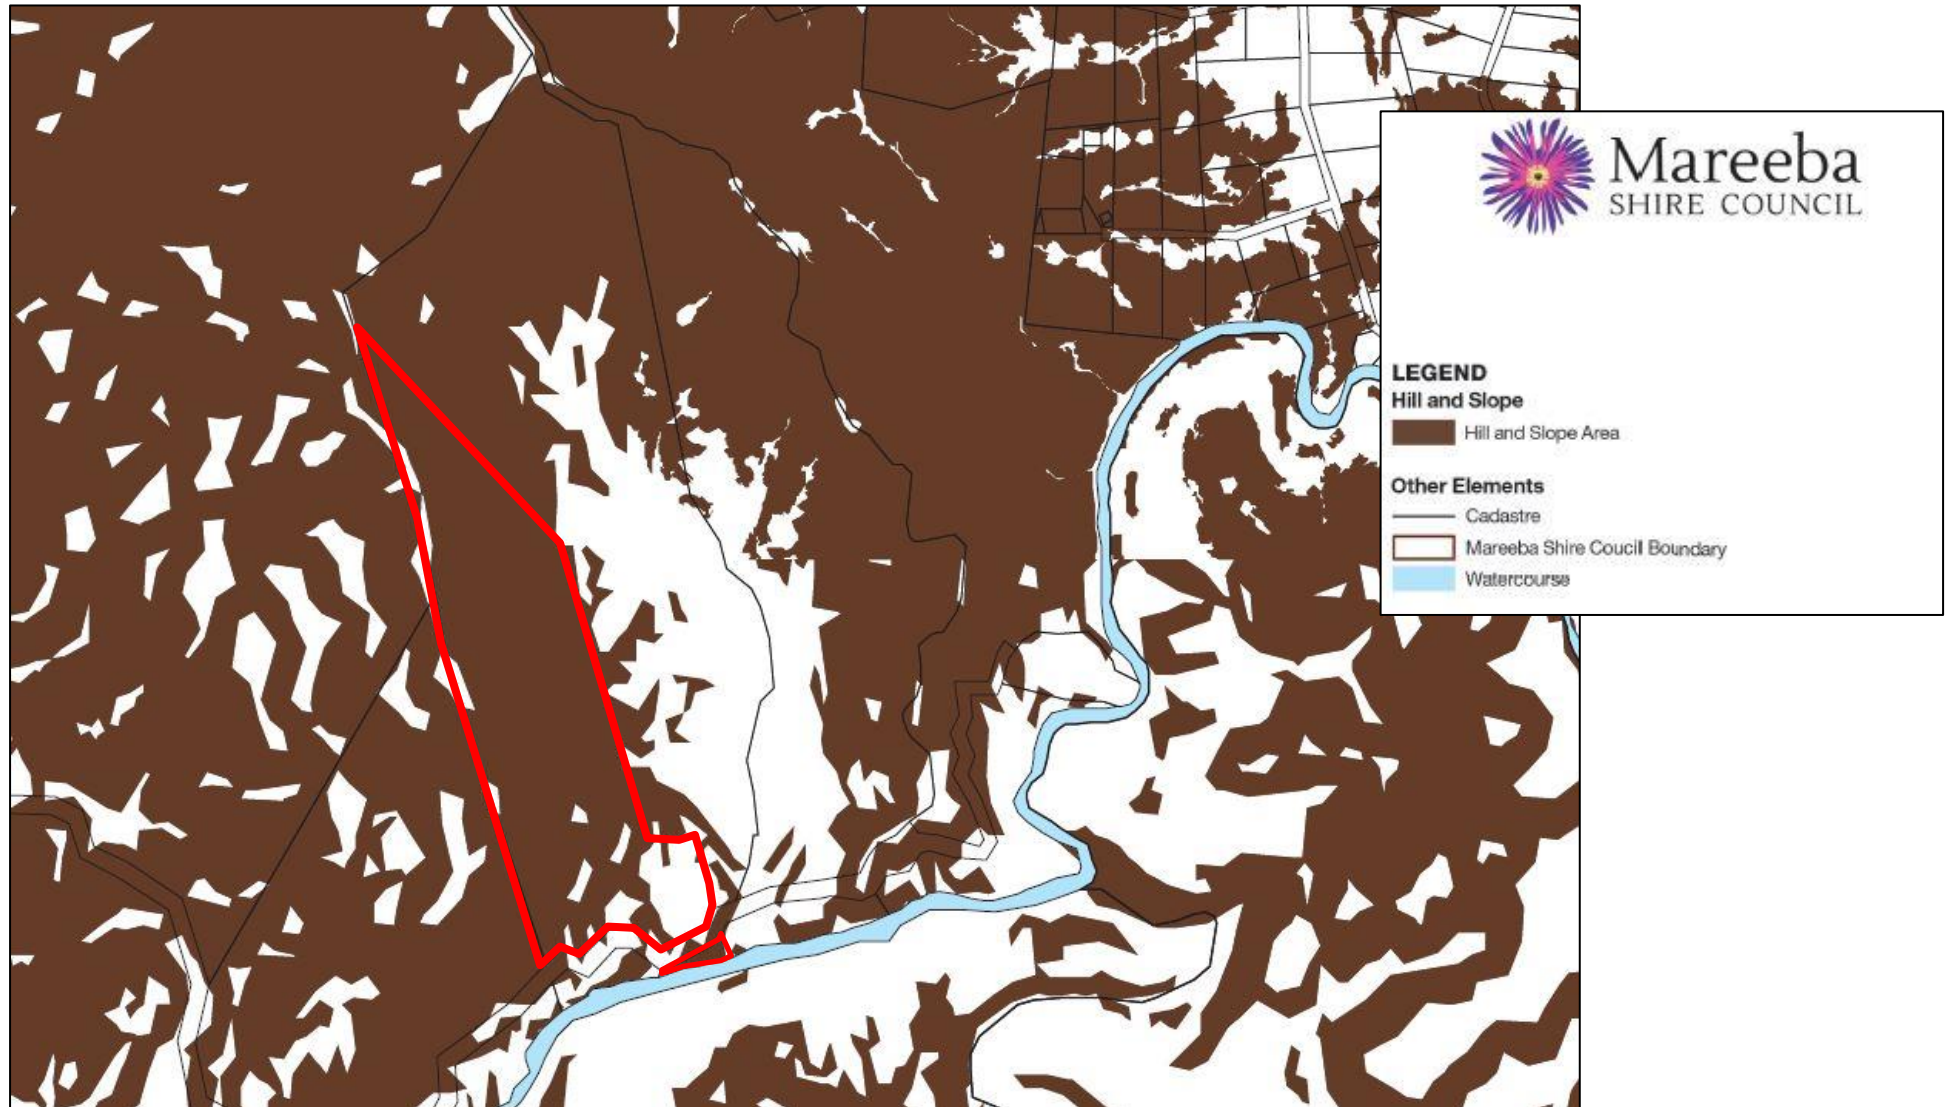 Mareeba
SHIRE COUNCIL
LEGEND
Hill and Slope
Hill and Slope Area
Other Elements
Cadastre
Mareeba Shire Coucil Boundary
Watercourse